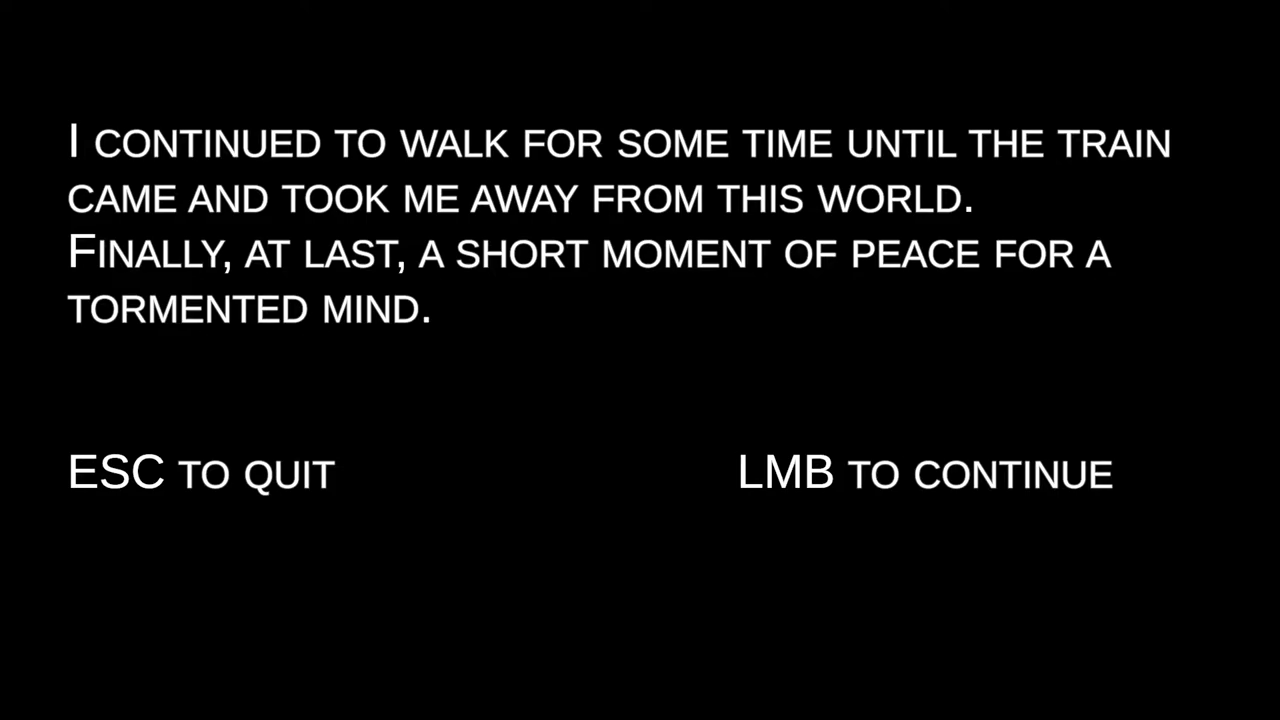 I CONTINUED TO WALK FOR SOME TIME UNTIL THE TRAIN
CAME AND TOOK ME AWAY FROM THIS WORLD.
FINALLY, AT LAST, A SHORT MOMENT OF PEACE FOR A
TORMENTED MIND.
ESC TO QUIT
LMB TO CONTINUE